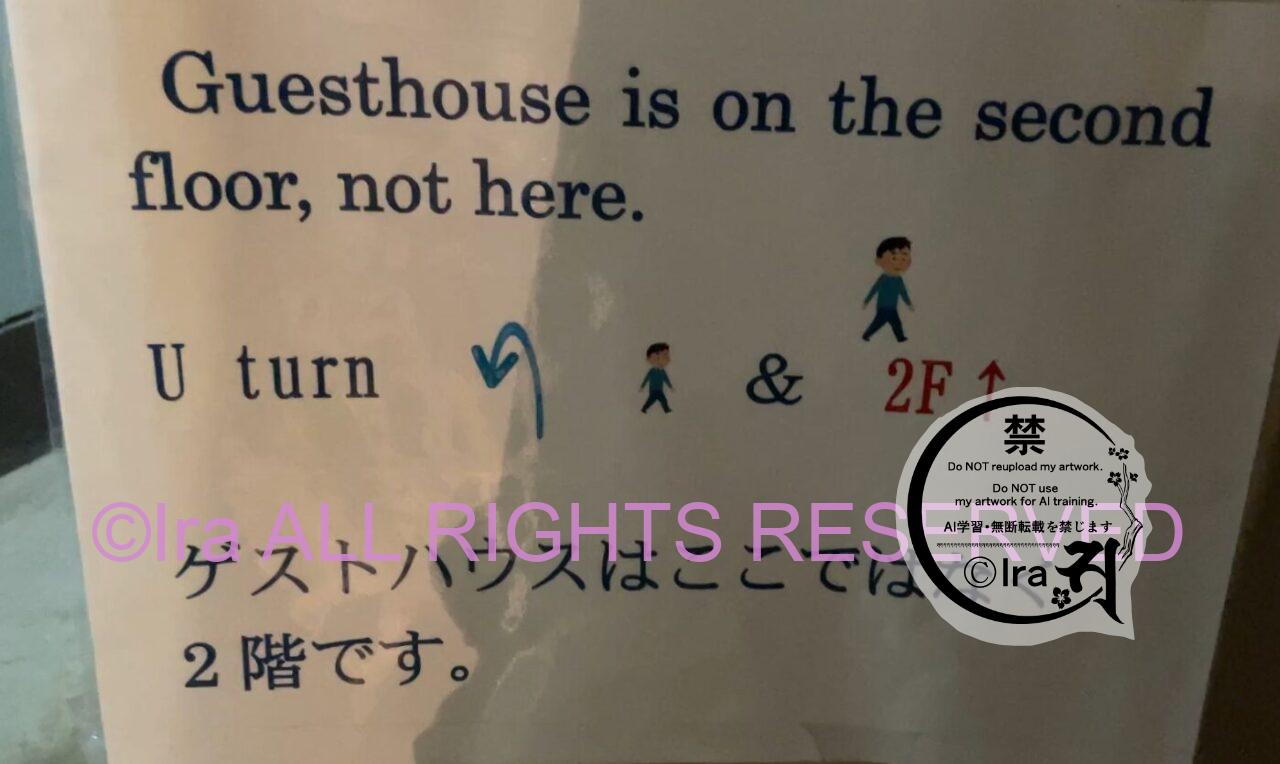 Guesthouse is on the second
floor, not here.
U turn & 2F ↑
©Ira ALL RIGHTS RESERVED
ゲストハウスはここでは
2階です。
禁
Do NOT reupload my artwork.
Do NOT use
my artwork for AI training.
AI学習・無断転載を禁じます
©Ira